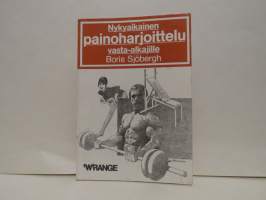 Nykyaikainen
painoharjoittelu
vasta-alkajille
Boris Sjöbergh
WRANGE